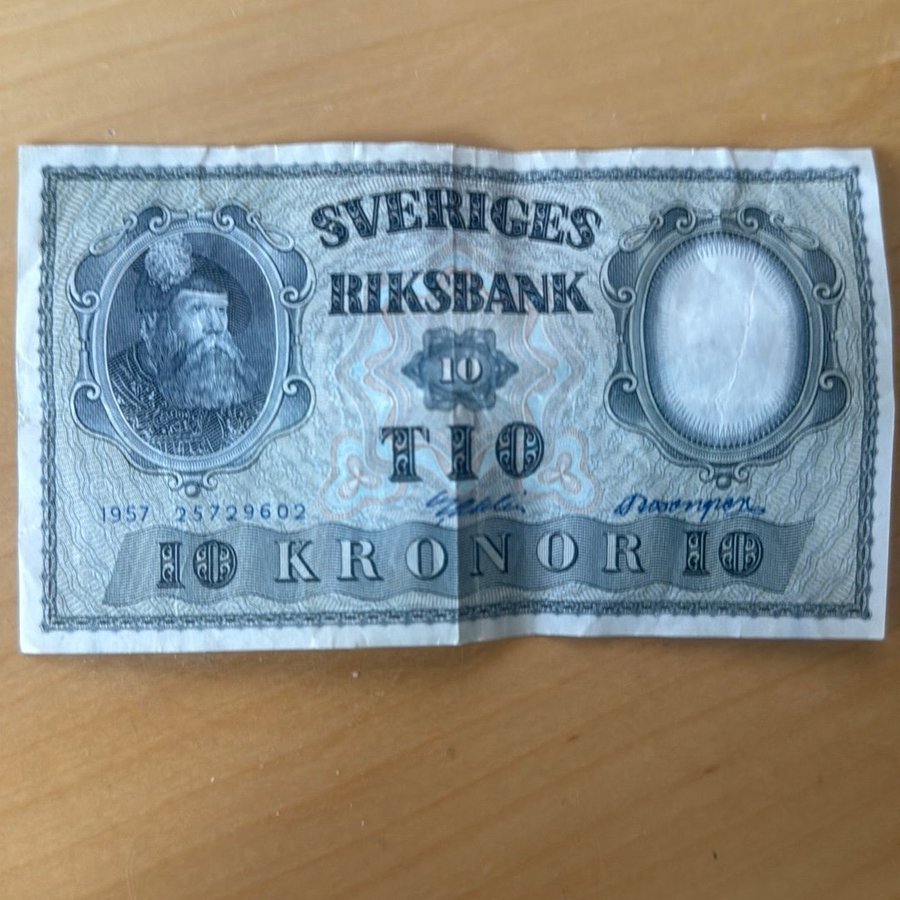 SVERIGES
RIKSBANK
10
TIO
1957 25729602
10 KRONOR 10